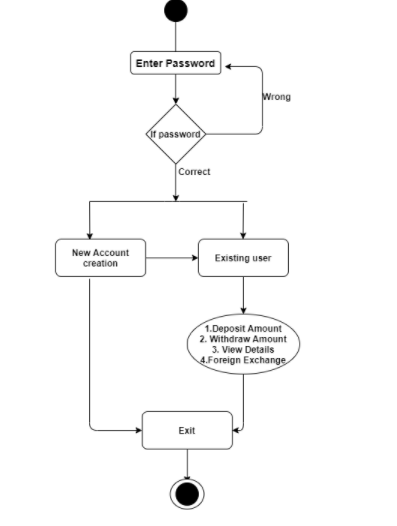 Enter Password
Wrong
If password
Correct
New Account
creation
Existing user
1.Deposit Amount
2. Withdraw Amount
3. View Details
4.Foreign Exchange
Exit